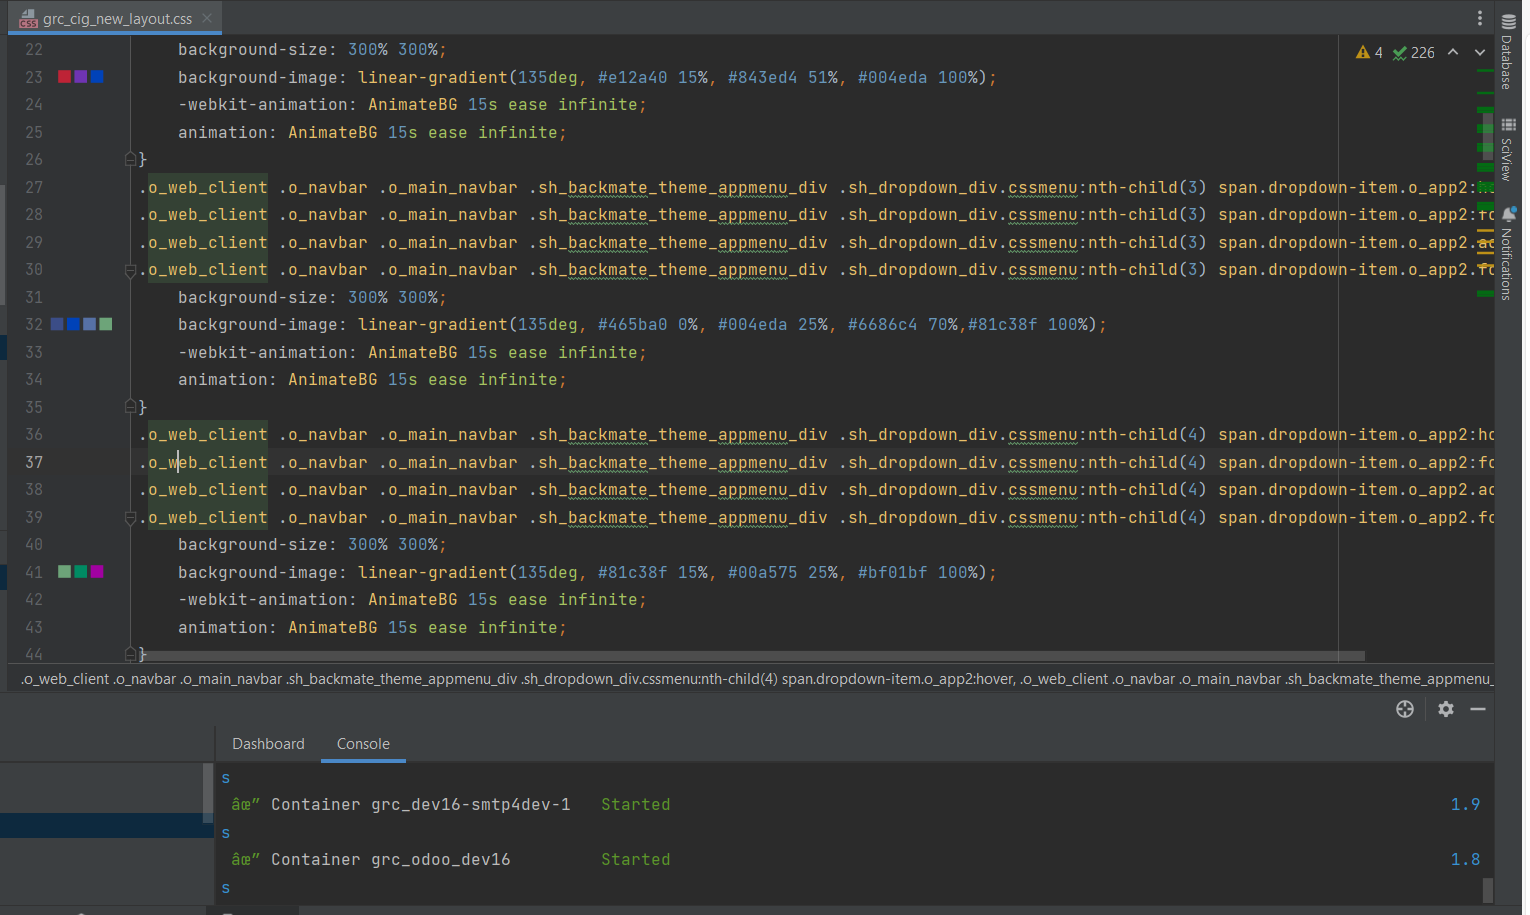 grc_cig_new_layout.css
4 226
22 background-size: 300% 300%;
23 background-image: linear-gradient(135deg, #e12a40 15%, #843ed4 51%, #004eda 100%);
24 -webkit-animation: AnimateBG 15s ease infinite;
25 animation: AnimateBG 15s ease infinite;
26 }
27 .o_web_client .o_navbar .o_main_navbar .sh_backmate_theme_appmenu_div .sh_dropdown_div.cssmenu:nth-child(3) span.dropdown-item.o_app2:
28 .o_web_client .o_navbar .o_main_navbar .sh_backmate_theme_appmenu_div .sh_dropdown_div.cssmenu:nth-child(3) span.dropdown-item.o_app2:fo
29 .o_web_client .o_navbar .o_main_navbar .sh_backmate_theme_appmenu_div .sh_dropdown_div.cssmenu:nth-child(3) span.dropdown-item.o_app2.ac
30 .o_web_client .o_navbar .o_main_navbar .sh_backmate_theme_appmenu_div .sh_dropdown_div.cssmenu:nth-child(3) span.dropdown-item.o_app2.fo
31 background-size: 300% 300%;
32 background-image: linear-gradient(135deg, #465ba0 0%, #004eda 25%, #6686c4 70%,#81c38f 100%);
33 -webkit-animation: AnimateBG 15s ease infinite;
34 animation: AnimateBG 15s ease infinite;
35 }
36 .o_web_client .o_navbar .o_main_navbar .sh_backmate_theme_appmenu_div .sh_dropdown_div.cssmenu:nth-child(4) span.dropdown-item.o_app2:ho
37 .o_web_client .o_navbar .o_main_navbar .sh_backmate_theme_appmenu_div .sh_dropdown_div.cssmenu:nth-child(4) span.dropdown-item.o_app2:fo
38 .o_web_client .o_navbar .o_main_navbar .sh_backmate_theme_appmenu_div .sh_dropdown_div.cssmenu:nth-child(4) span.dropdown-item.o_app2.ac
39 .o_web_client .o_navbar .o_main_navbar .sh_backmate_theme_appmenu_div .sh_dropdown_div.cssmenu:nth-child(4) span.dropdown-item.o_app2.fo
40 background-size: 300% 300%;
41 background-image: linear-gradient(135deg, #81c38f 15%, #00a575 25%, #bf01bf 100%);
42 -webkit-animation: AnimateBG 15s ease infinite;
43 animation: AnimateBG 15s ease infinite;
44 }
.o_web_client .o_navbar .o_main_navbar .sh_backmate_theme_appmenu_div .sh_dropdown_div.cssmenu:nth-child(4) span.dropdown-item.o_app2:hover, .o_web_client .o_navbar .o_main_navbar .sh_backmate_theme_appmenu_
Database
SciView
Notifications
Dashboard Console
s
âœ” Container grc_dev16-smtp4dev-1 Started 1.9
s
âœ” Container grc_odoo_dev16 Started 1.8
s